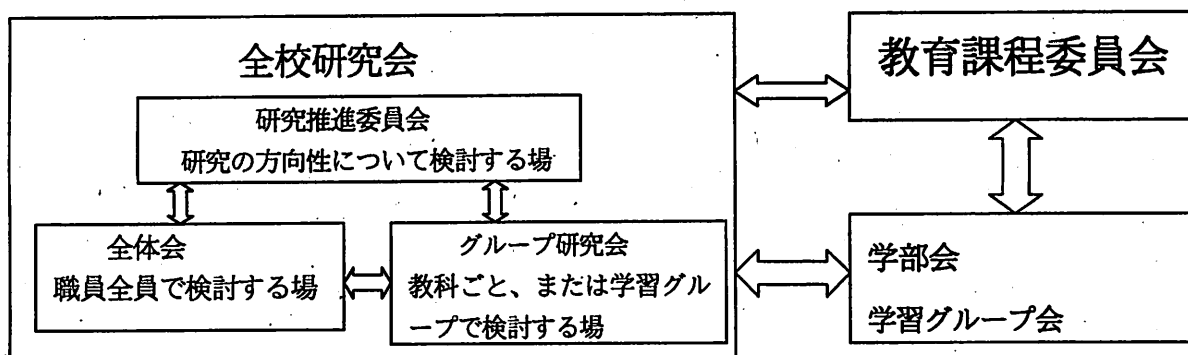 全校研究会
研究推進委員会
研究の方向性について検討する場
全体会
職員全員で検討する場
グループ研究会
教科ごと、または学習グル
ープで検討する場
教育課程委員会
学部会
学習グループ会